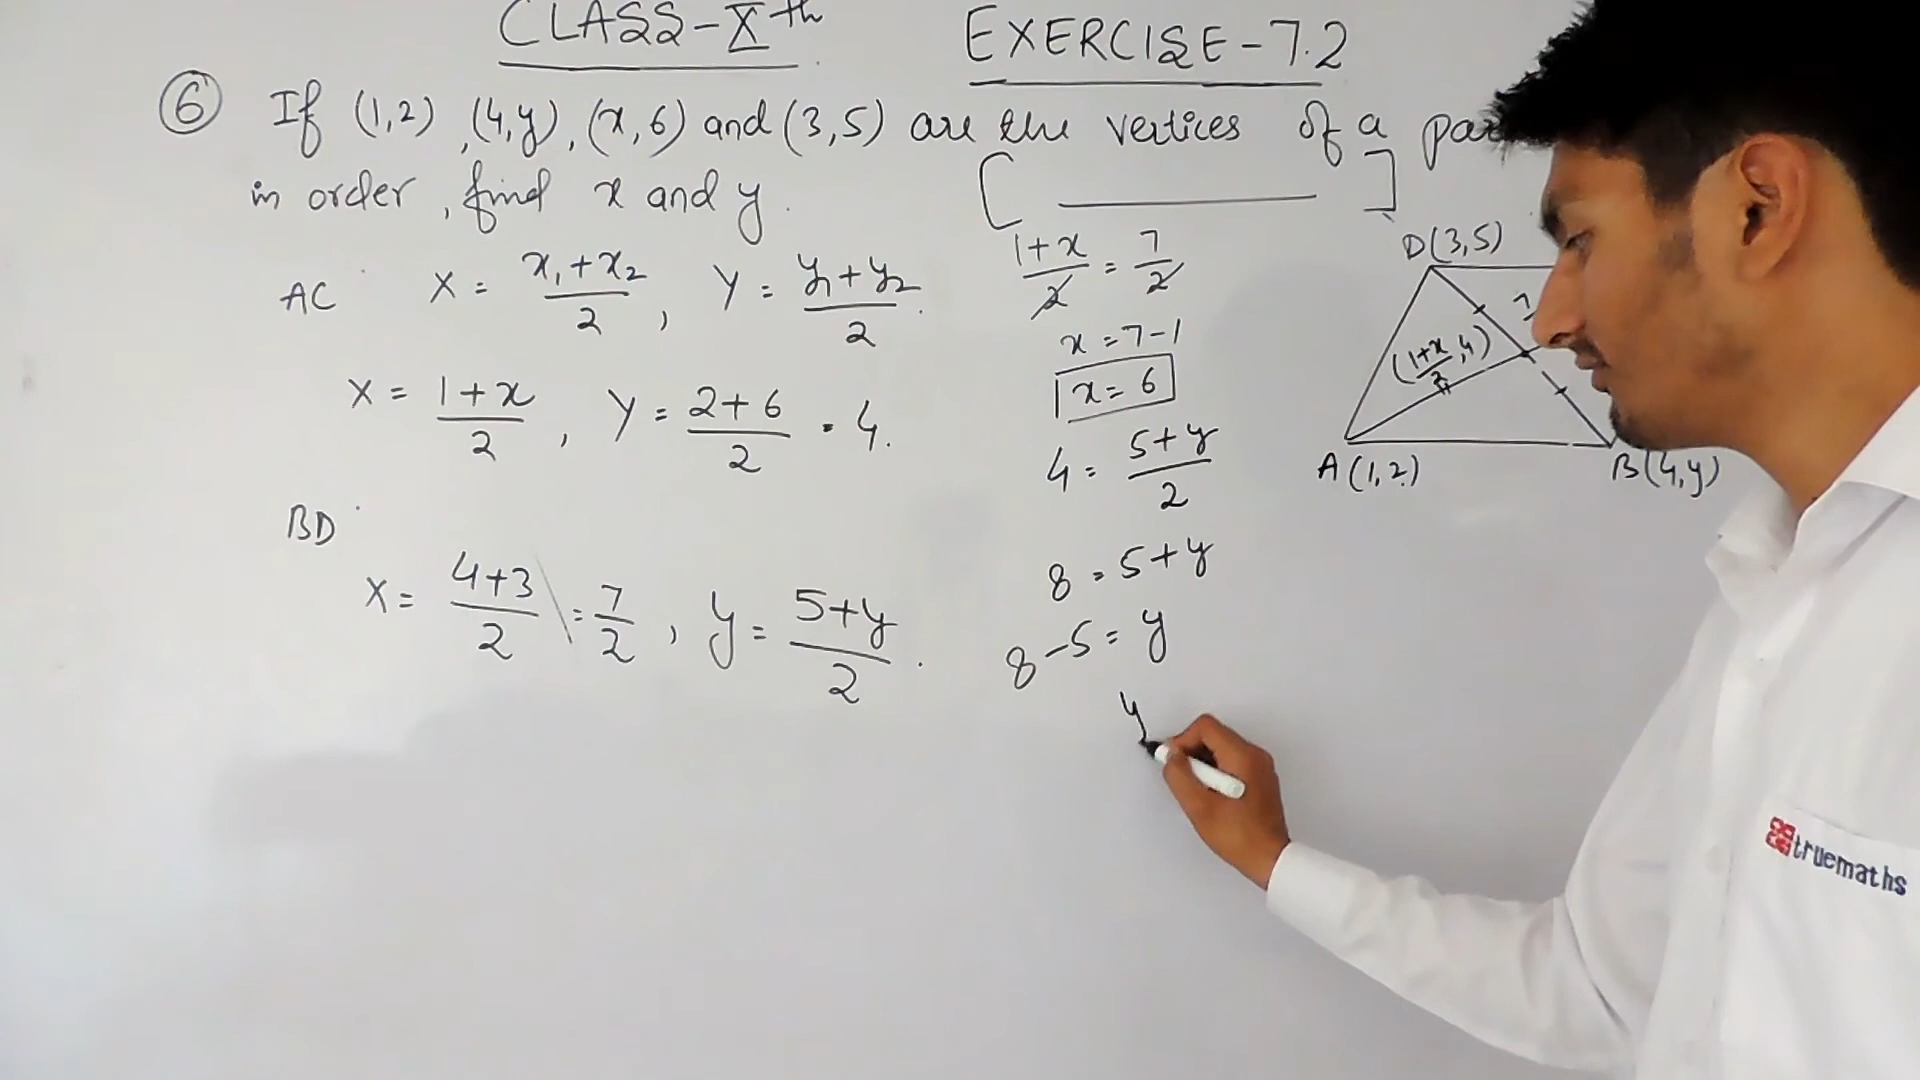 CLASS-Xth EXERCISE-7.2
6 If (1,2), (4,y), (x,6) and (3,5) are the vertices of a
in order, find x and y.
AC X = x₁+x₂/2, Y = y₁+y₂/2
X = 1+x/2, Y = 2+6/2 = 4.
BD
X = 4+3/2 = 7/2, y = 5+y/2.
1+x/2 = 7/2
x = 7-1
x = 6
4 = 5+y/2
8 = 5+y
8-5 = y
y
D(3,5)
(1+x/2, 4)
A(1,2) B(4,y)
truemaths